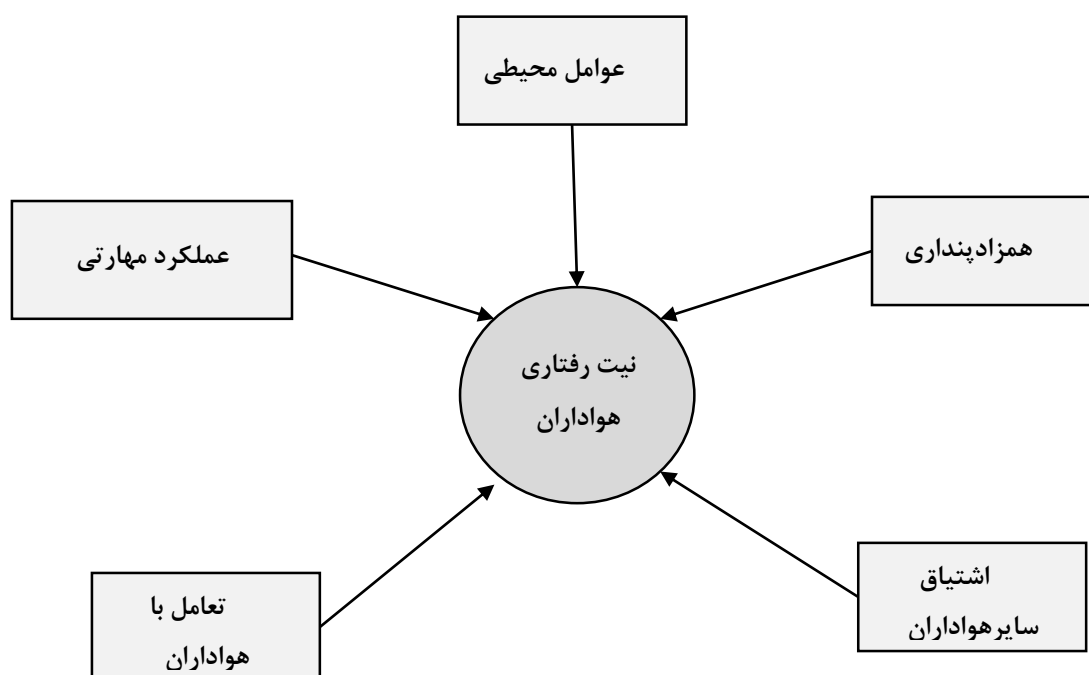 عوامل محیطی
همزادپنداری
عملکرد مهارتی
نیت رفتاری
هواداران
اشتیاق
سایرهواداران
تعامل با
هواداران